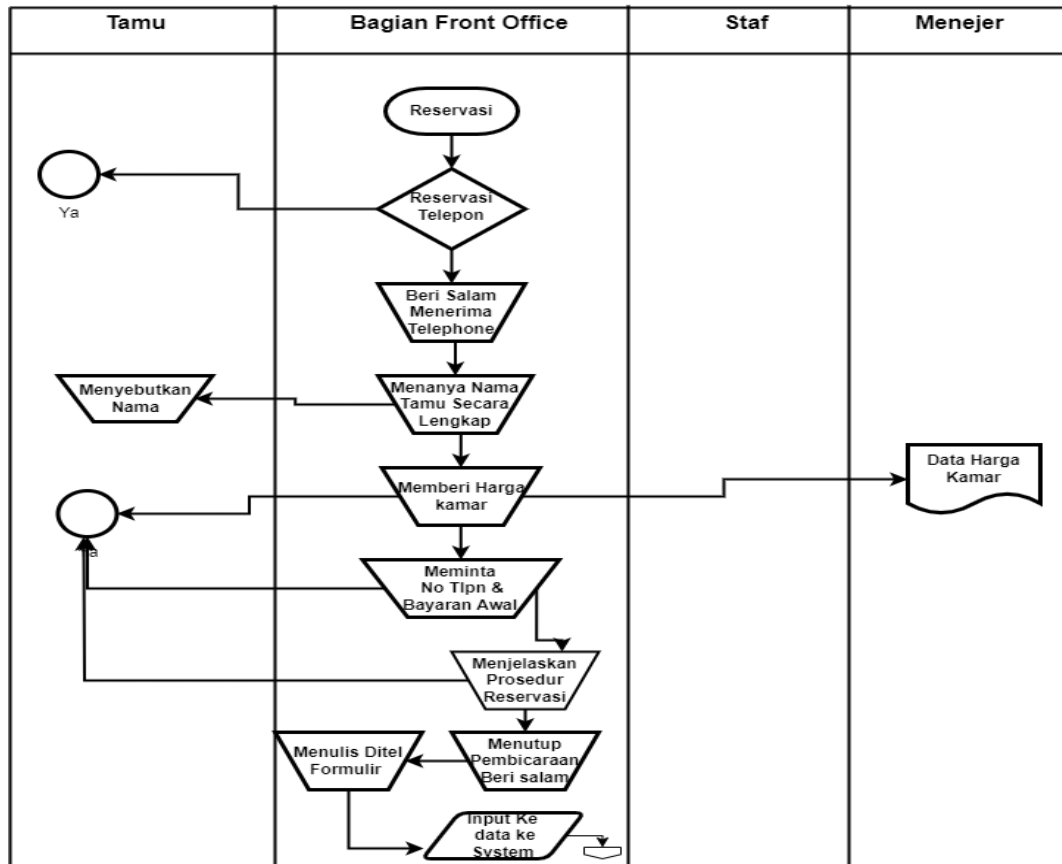 Tamu
Bagian Front Office
Staf
Menejer
Reservasi
Reservasi
Telepon
Ya
Beri Salam
Menerima
Telephone
Menyebutkan
Nama
Menanya Nama
Tamu Secara
Lengkap
Data Harga
Kamar
Memberi Harga
kamar
Meminta
No Tlpn &
Bayaran Awal
Menjelaskan
Prosedur
Reservasi
Menulis Ditel
Formulir
Menutup
Pembicaraan
Beri salam
Input Ke
data ke
System